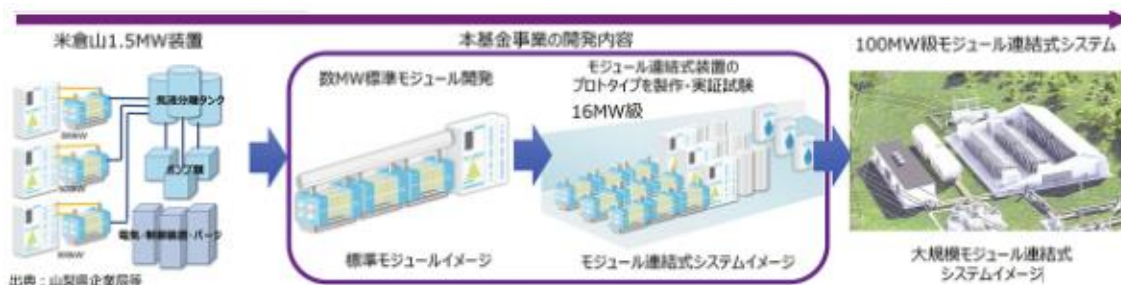 米倉山1.5MW装置
気液分離タンク
ポンプ類
電気・制御装置・パージ
出典:山梨県企業局等
本基金事業の開発内容
数MW標準モジュール開発
標準モジュールイメージ
モジュール連結式装置の
プロトタイプを製作・実証試験
16MW級
モジュール連結式システムイメージ
100MW級モジュール連結式システム
大規模モジュール連結式
システムイメージ